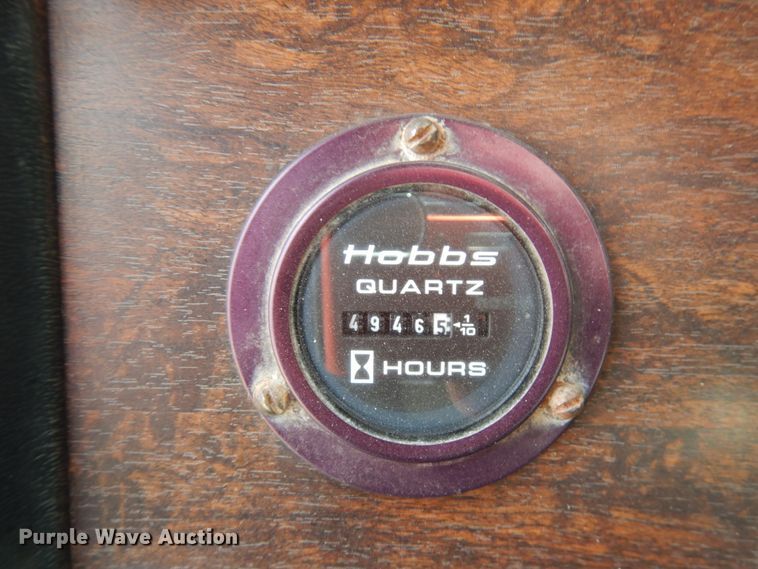 Hobbs
QUARTZ
49465 1/10
HOURS
Purple Wave Auction